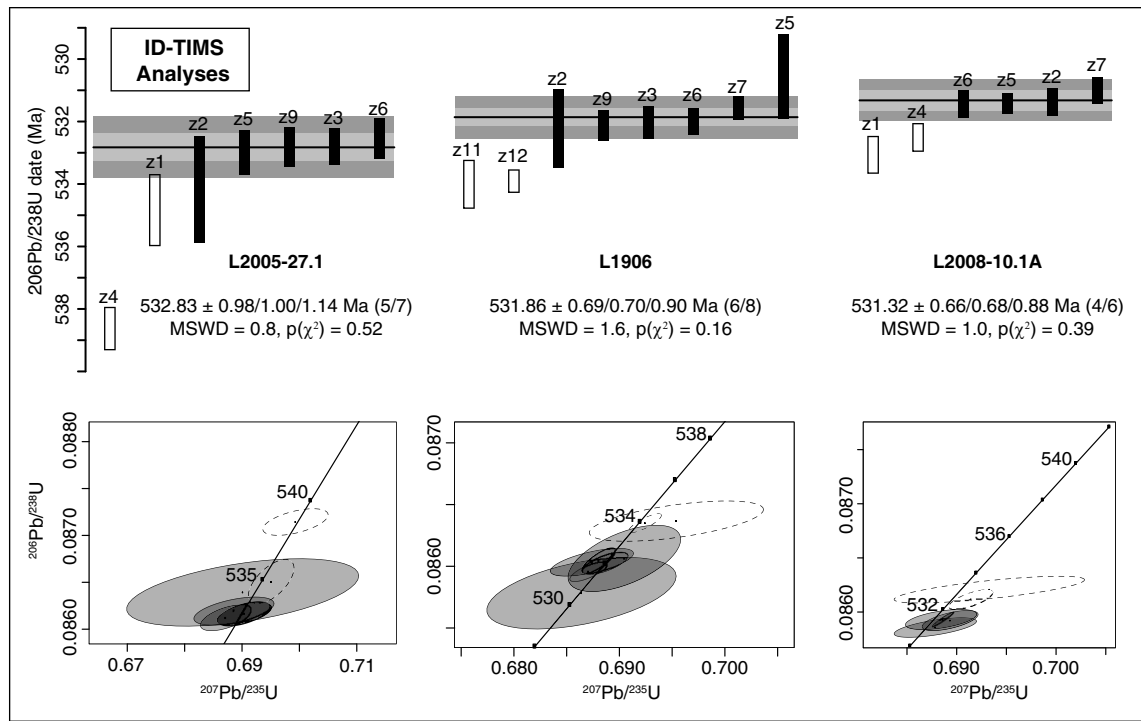 ID-TIMS
Analyses
206Pb/238U date (Ma)
530
532
534
536
538
z4
z1
z2
z5
z9
z3
z6
L2005-27.1
532.83 ± 0.98/1.00/1.14 Ma (5/7)
MSWD = 0.8, p(χ²) = 0.52
z11
z12
z2
z9
z3
z6
z7
z5
L1906
531.86 ± 0.69/0.70/0.90 Ma (6/8)
MSWD = 1.6, p(χ²) = 0.16
z1
z4
z6
z5
z2
z7
L2008-10.1A
531.32 ± 0.66/0.68/0.88 Ma (4/6)
MSWD = 1.0, p(χ²) = 0.39
²⁰⁶Pb/²³⁸U
0.0880
0.0870
0.0860
540
535
0.67
0.69
0.71
²⁰⁷Pb/²³⁵U
0.0870
0.0860
538
534
530
0.680
0.690
0.700
²⁰⁷Pb/²³⁵U
0.0870
0.0860
540
536
532
0.690
0.700
²⁰⁷Pb/²³⁵U